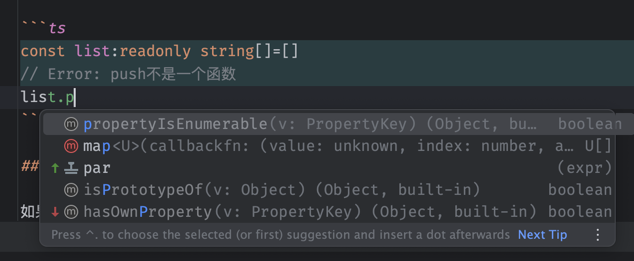 ```ts
const list:readonly string[]=[]
// Error: push不是一个函数
list.p
propertyIsEnumerable(v: PropertyKey) (Object, bu… boolean
map<U>(callbackfn: (value: unknown, index: number, a… U[]
par (expr)
isPrototypeOf(v: Object) (Object, built-in) boolean
hasOwnProperty(v: PropertyKey) (Object, built-in) boolean
Press ^. to choose the selected (or first) suggestion and insert a dot afterwards Next Tip